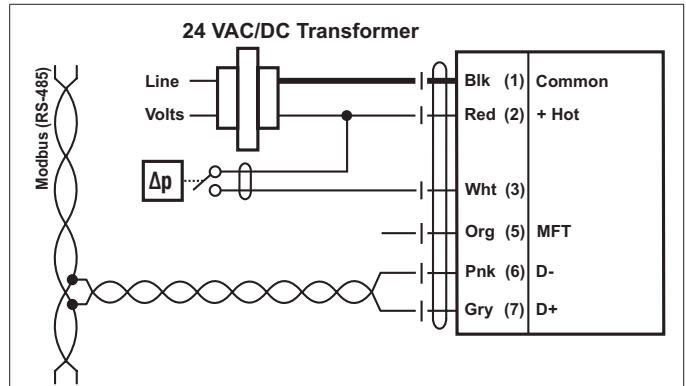 24 VAC/DC Transformer
Modbus (RS-485)
Line
Volts
Δp
Blk (1) Common
Red (2) + Hot
Wht (3)
Org (5) MFT
Pnk (6) D-
Gry (7) D+